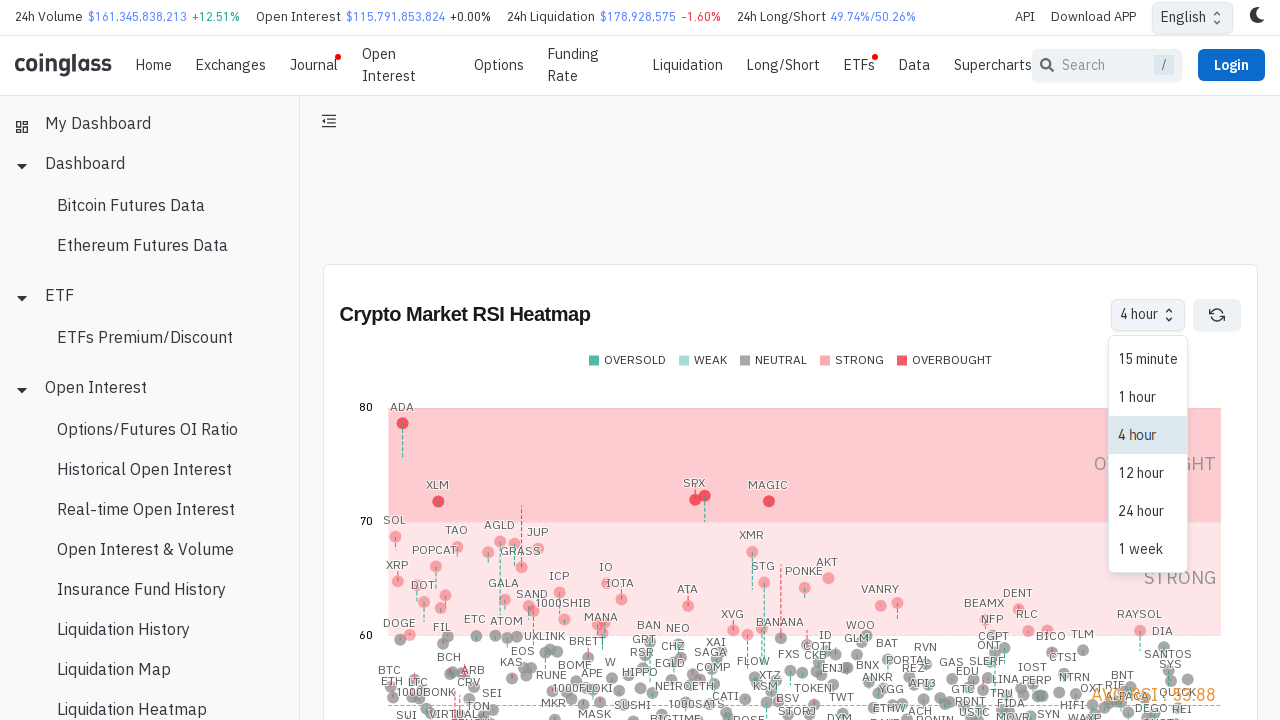 24h Volume $161,345,838,213 +12.51% Open Interest $115,791,853,824 +0.00% 24h Liquidation $178,928,575 -1.60% 24h Long/Short 49.74%/50.26% API Download APP English
coinglass Home Exchanges Journal Open Interest Options Funding Rate Liquidation Long/Short ETFs Data Supercharts Search / Login
My Dashboard
Dashboard
Bitcoin Futures Data
Ethereum Futures Data
ETF
ETFs Premium/Discount
Open Interest
Options/Futures OI Ratio
Historical Open Interest
Real-time Open Interest
Open Interest & Volume
Insurance Fund History
Liquidation History
Liquidation Map
Liquidation Heatmap
Crypto Market RSI Heatmap
4 hour
15 minute
1 hour
4 hour
12 hour
24 hour
1 week
OVERSOLD WEAK NEUTRAL STRONG OVERBOUGHT
80
ADA
XLM SPX MAGIC
70
SOL TAO AGLD JUP XMR
XRP POPCAT GRASS IO STG PONKE AKT
DOT GALA SAND ICP IOTA ATA VANRY DENT
1000SHIB BEAMX
STRONG
60
DOGE FIL ETC ATOM UXLINK MANA BAN NEO XVG BANANA WOO NFP RLC RAYSOL
BCH EOS BRETT GRT CHZ XAI ID GLM BAT RVN CGPT BICO TLM DIA
BTC LTC ARB KAS RSR SAGA FLOW FXS COTI CKB PORTAL GAS SLERF ONT CTSI SANTOS
ETH 1000BONK CRV RUNE BOME APE W HIPPO EGLD COMP XTZ ENJ BNX REZ EDU IOST SYS
SUI VIRTUAL TON SEI MKR 1000FLOKI NEIROETH KSM TOKEN ANKR API3 GTC LINA PERP NTRN BNT
MASK SUSHI 1000SATS CATI BSV TWT YGG RDNT TRU OXT RIF QUICK
BIGTIME ROSE STORJ DYM ETHW ACH RONIN USTC FIDA MOVR SYN HIFI WAXP ALPACA DEGO REI